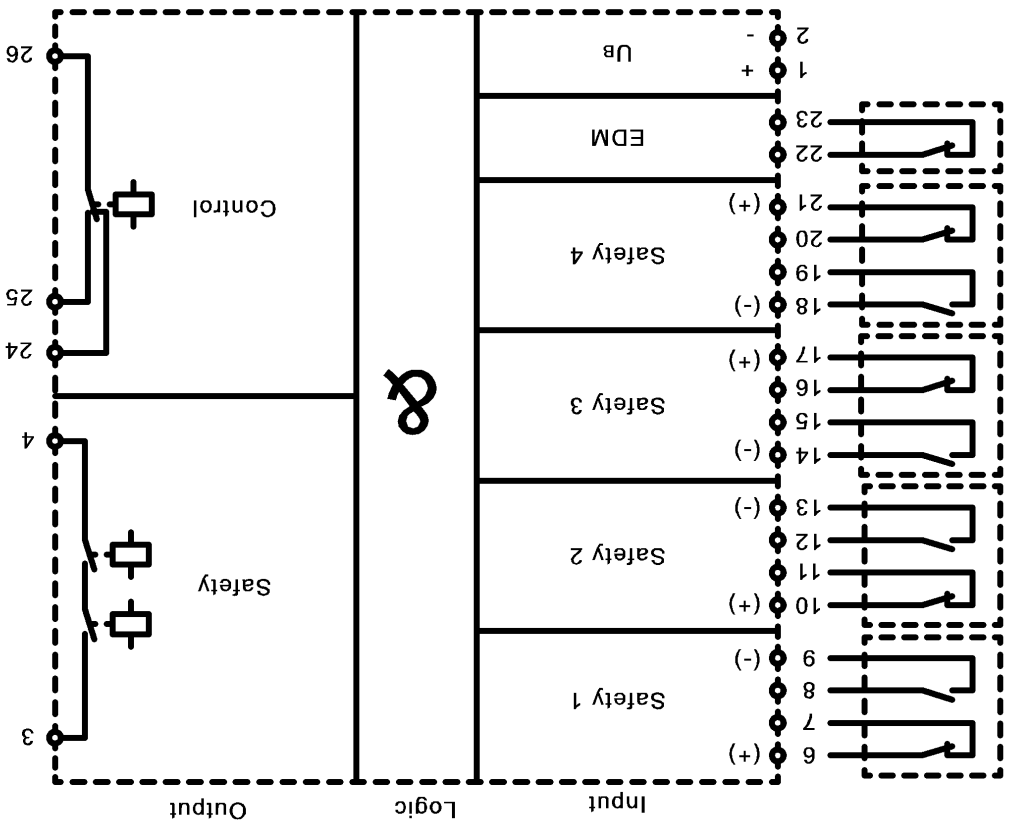 Input Logic Output
6 (+)
3
7
Safety 1
8
9 (-)
10 (+)
Safety
11
Safety 2
12
13 (-)
14 (-)
4
15
Safety 3 &
16
17 (+)
24
18 (-)
25
19
Safety 4
20
21 (+) Control
22
EDM
23
1 +
UB 26
2 -